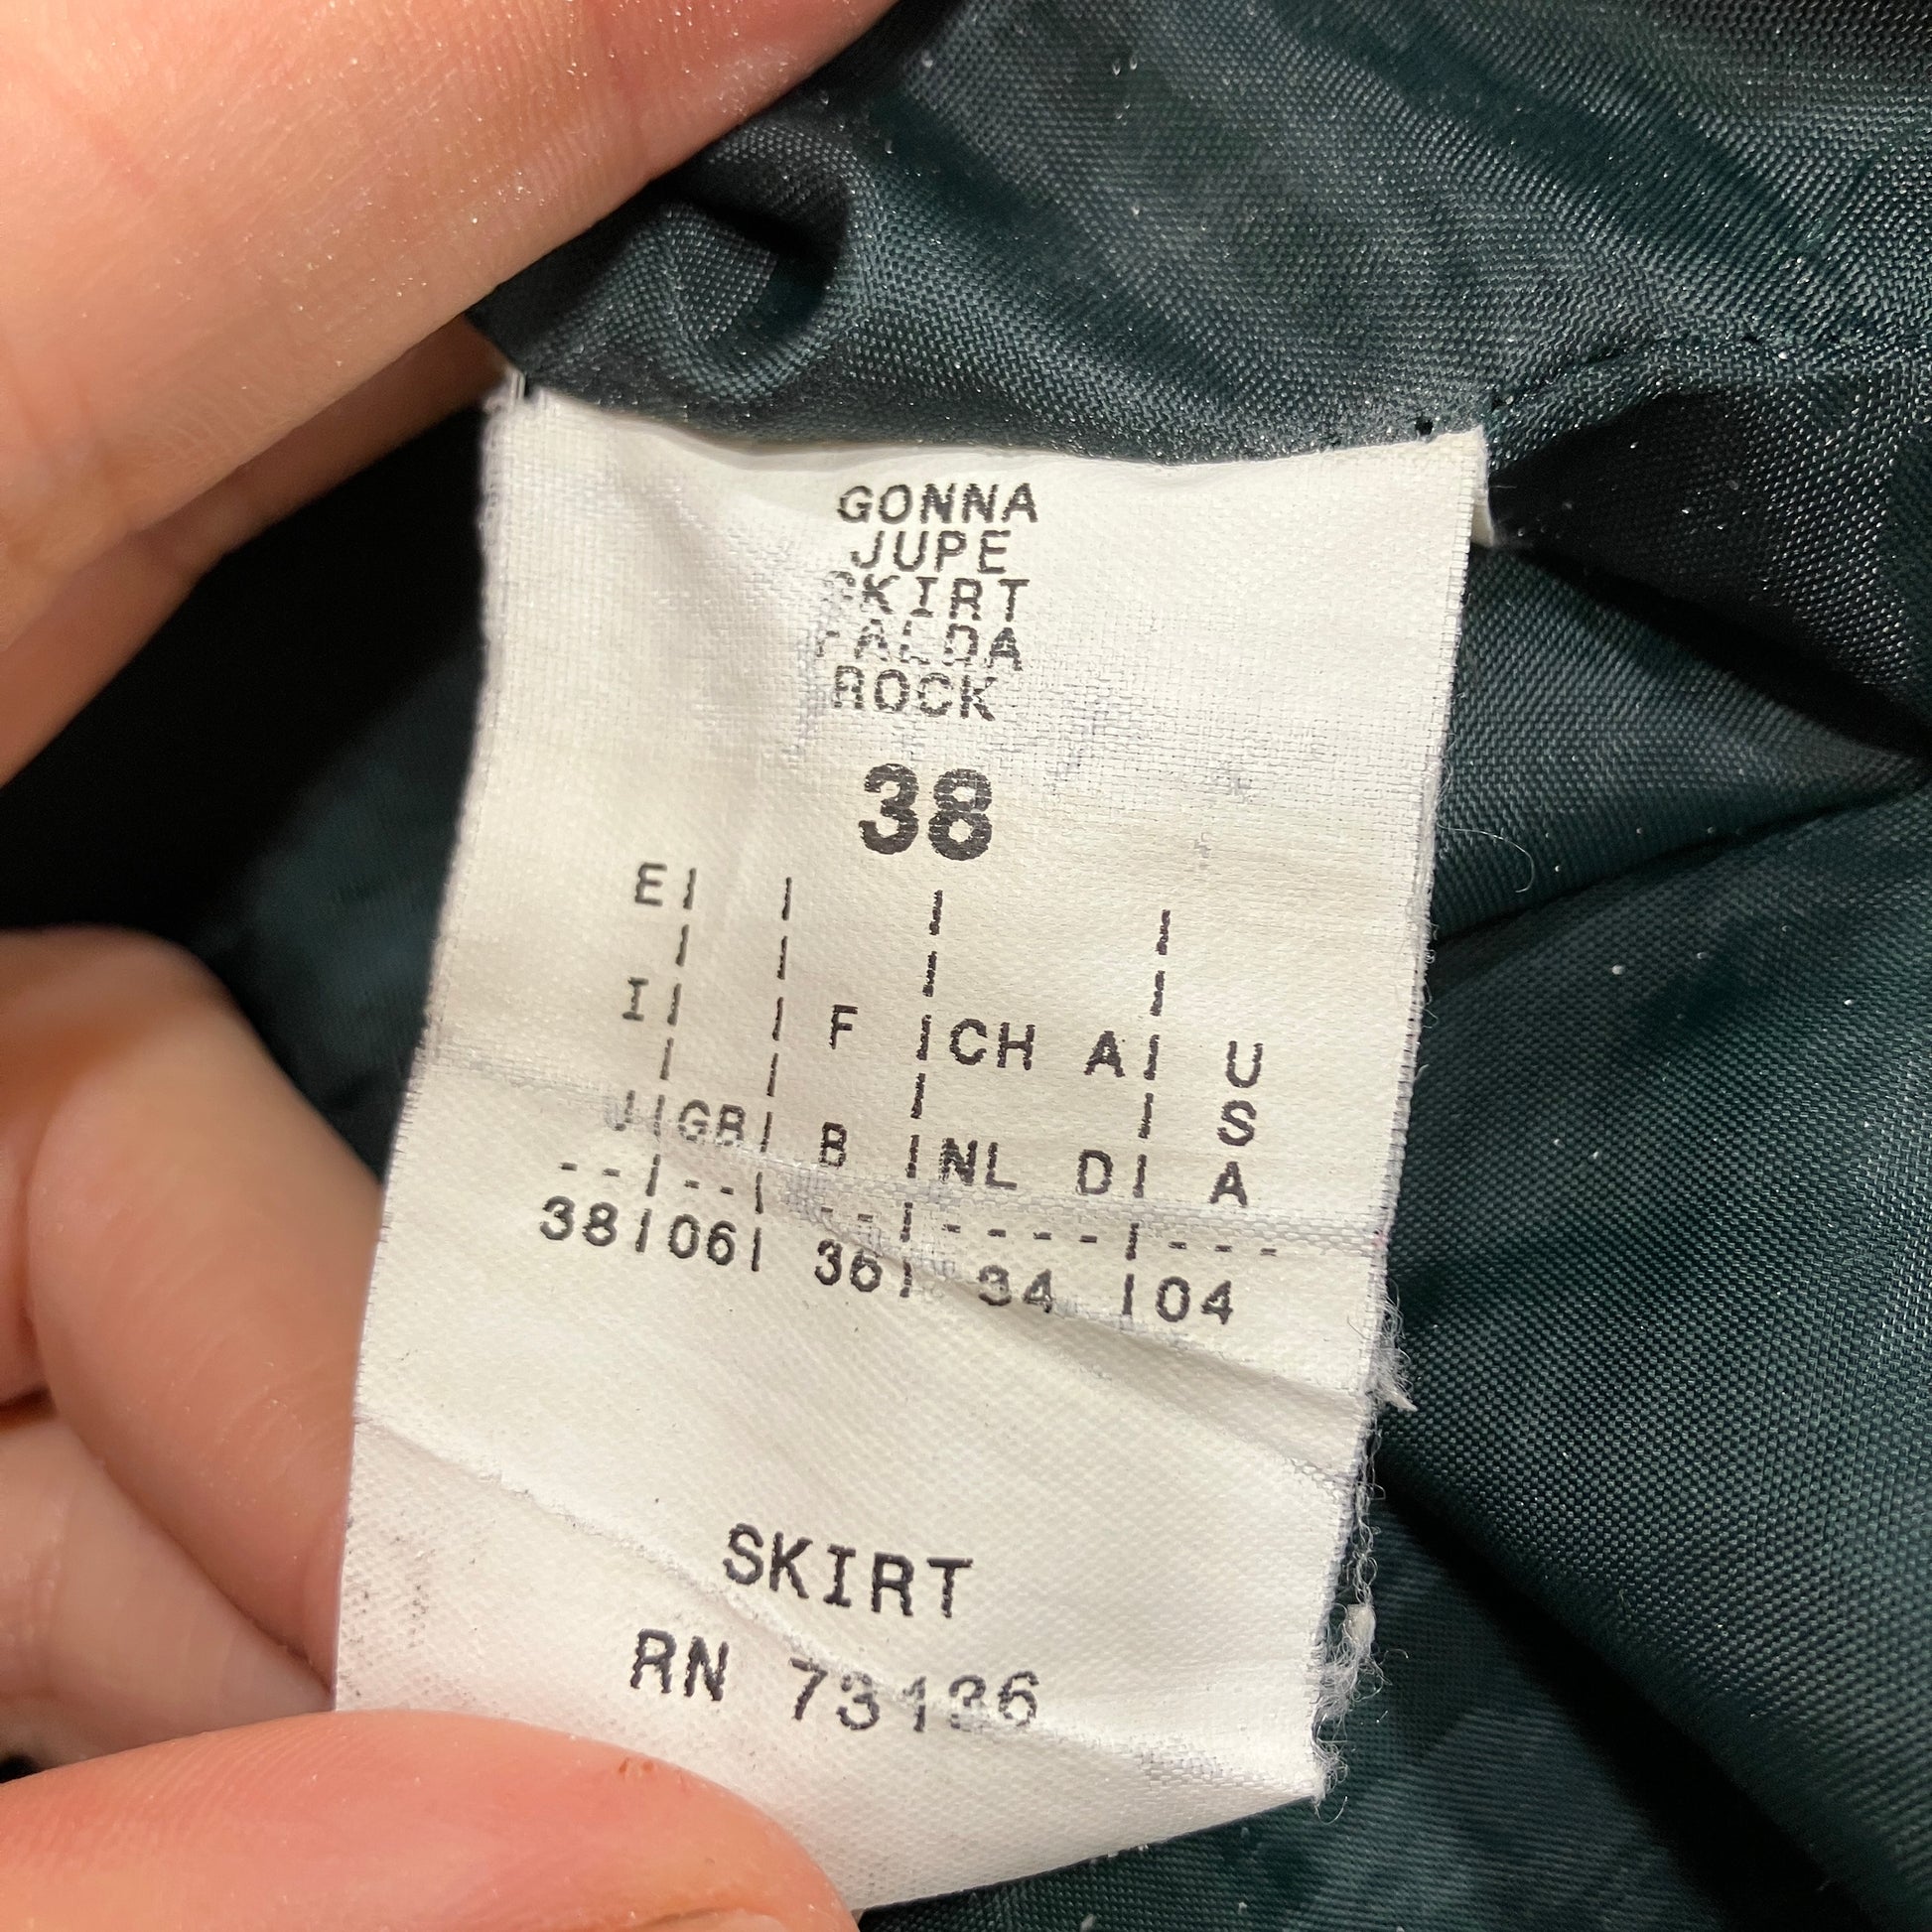 GONNA
JUPE
SKIRT
FALDA
ROCK
38
E
I F CH A U
S
J GB B NL D A
38 06 36 34 04
SKIRT
RN 73136